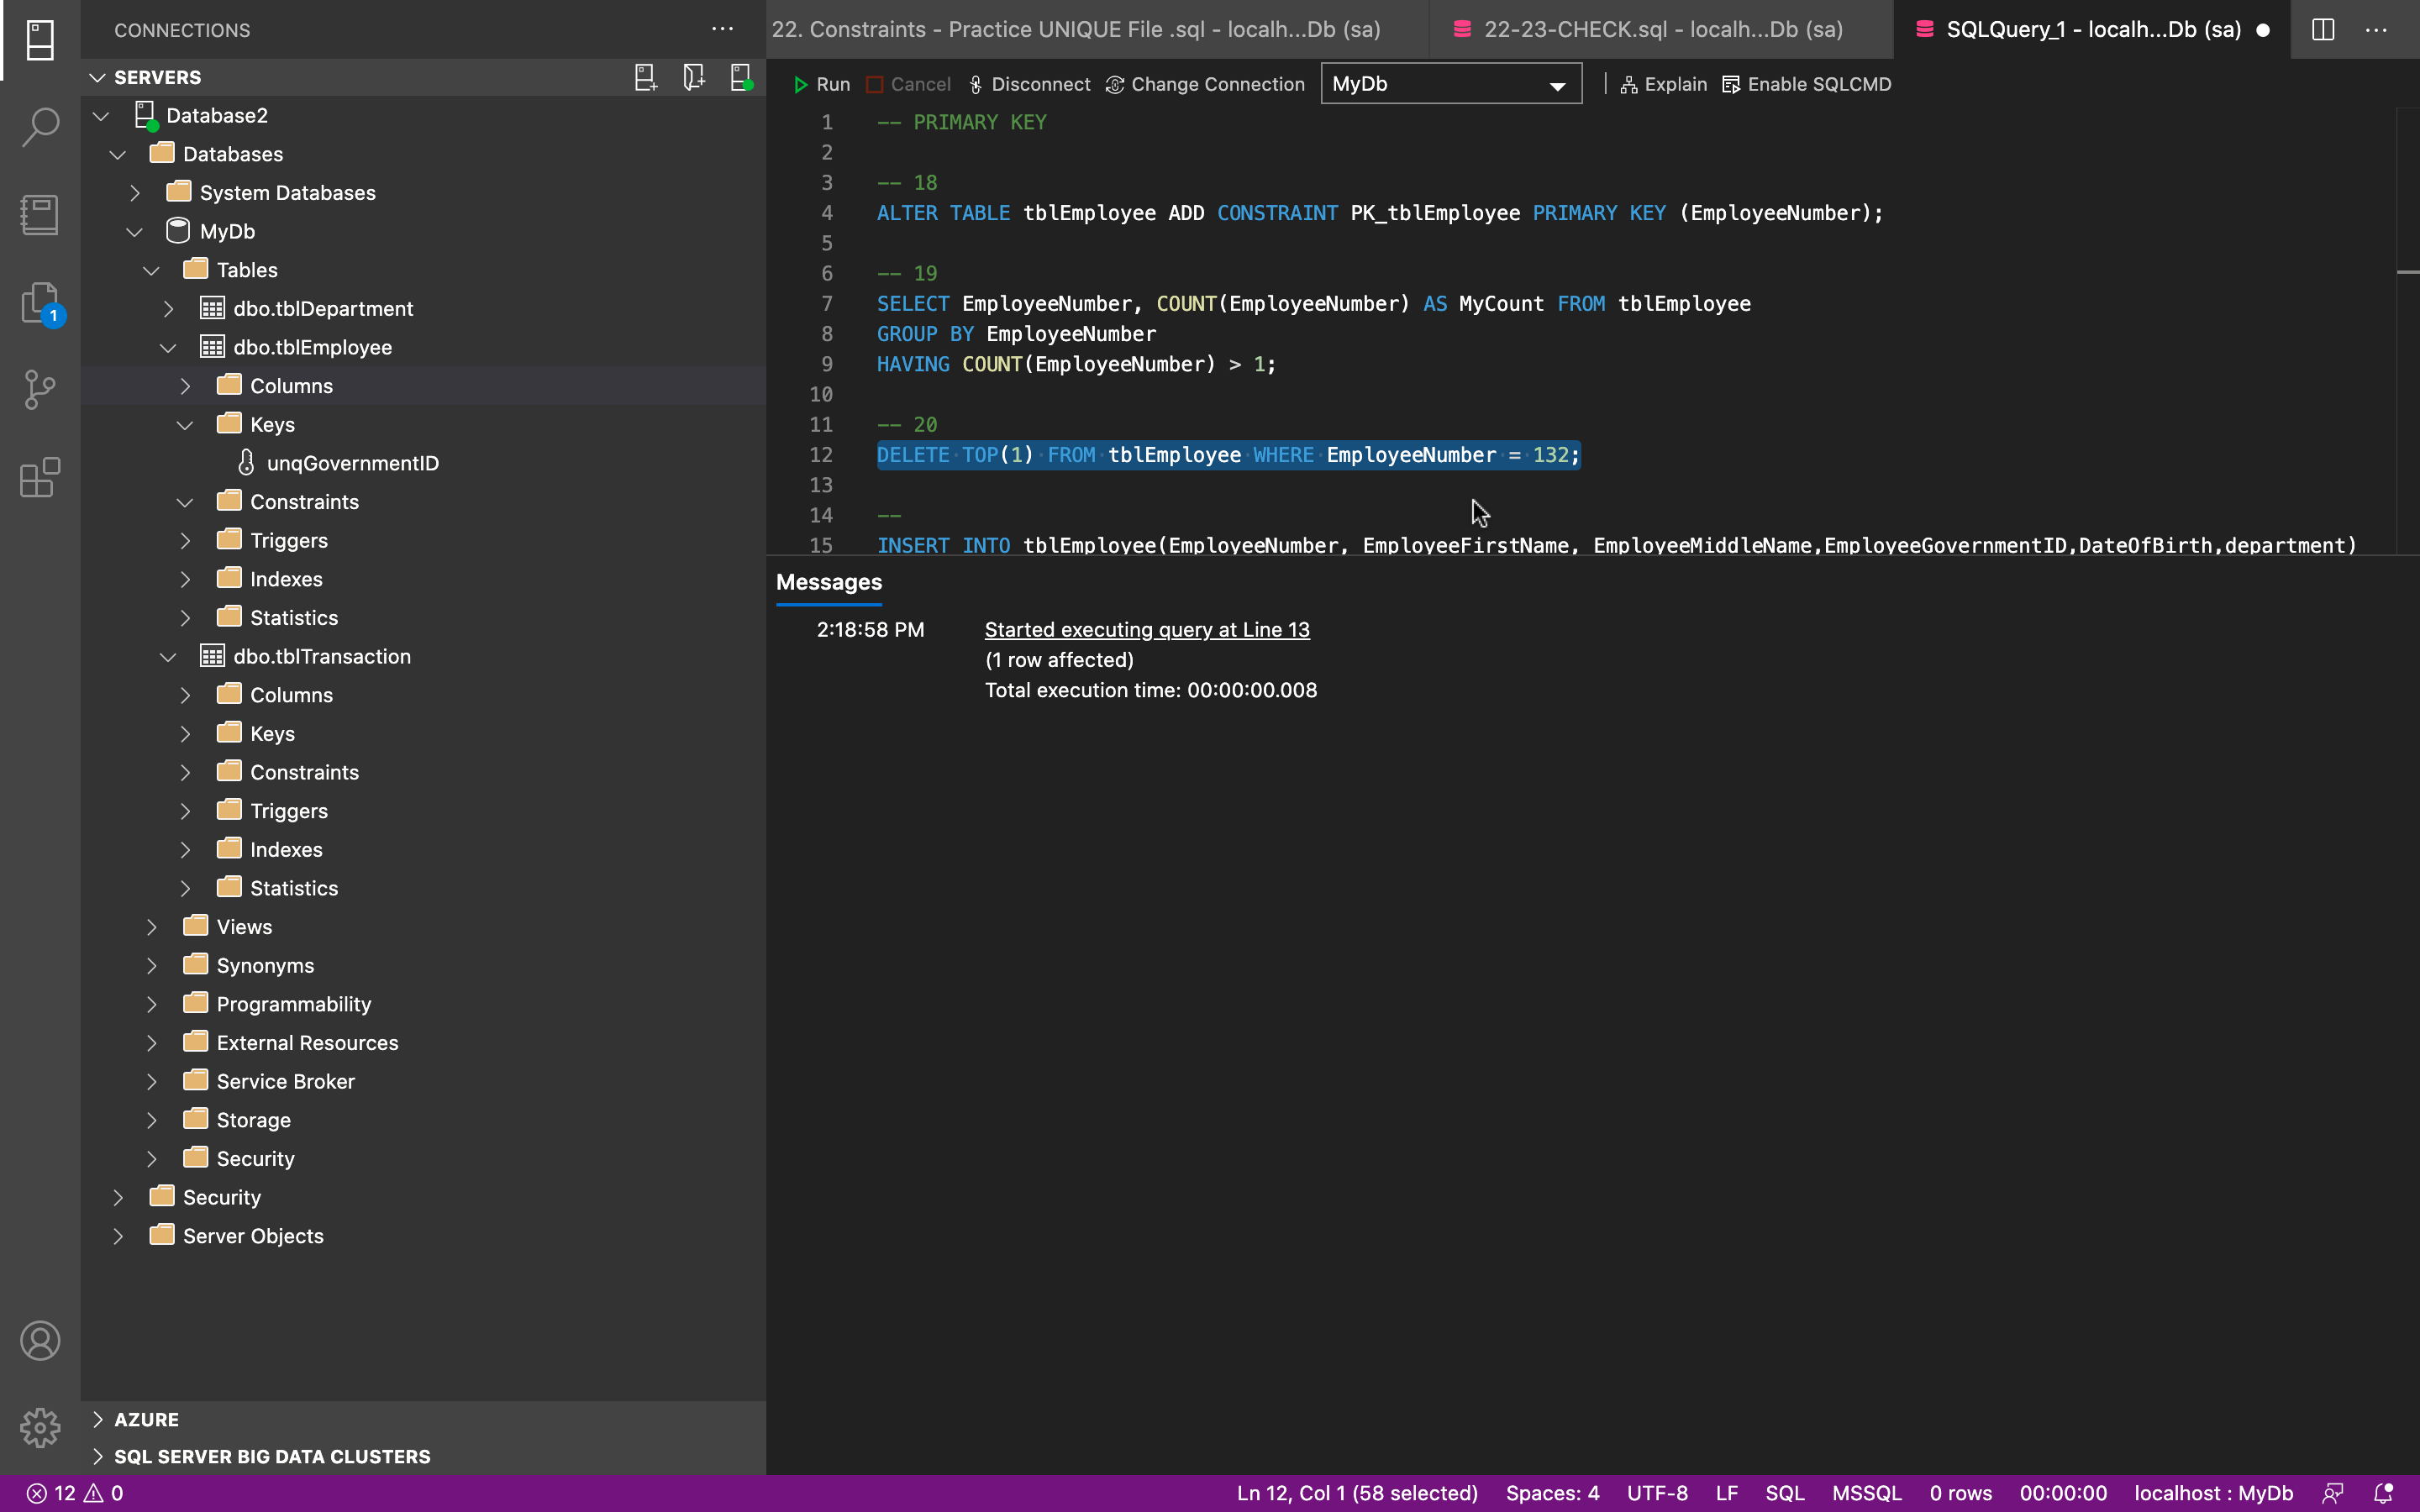 CONNECTIONS
SERVERS
Database2
Databases
System Databases
MyDb
Tables
dbo.tblDepartment
dbo.tblEmployee
Columns
Keys
unqGovernmentID
Constraints
Triggers
Indexes
Statistics
dbo.tblTransaction
Columns
Keys
Constraints
Triggers
Indexes
Statistics
Views
Synonyms
Programmability
External Resources
Service Broker
Storage
Security
Security
Server Objects
AZURE
SQL SERVER BIG DATA CLUSTERS
1
22. Constraints - Practice UNIQUE File .sql - localh...Db (sa)
22-23-CHECK.sql - localh...Db (sa)
SQLQuery_1 - localh...Db (sa)
Run Cancel Disconnect Change Connection MyDb Explain Enable SQLCMD
1 -- PRIMARY KEY
2
3 -- 18
4 ALTER TABLE tblEmployee ADD CONSTRAINT PK_tblEmployee PRIMARY KEY (EmployeeNumber);
5
6 -- 19
7 SELECT EmployeeNumber, COUNT(EmployeeNumber) AS MyCount FROM tblEmployee
8 GROUP BY EmployeeNumber
9 HAVING COUNT(EmployeeNumber) > 1;
10
11 -- 20
12 DELETE TOP(1) FROM tblEmployee WHERE EmployeeNumber = 132;
13
14 --
15 INSERT INTO tblEmployee(EmployeeNumber, EmployeeFirstName, EmployeeMiddleName,EmployeeGovernmentID,DateOfBirth,department)
Messages
2:18:58 PM Started executing query at Line 13
(1 row affected)
Total execution time: 00:00:00.008
12 0 Ln 12, Col 1 (58 selected) Spaces: 4 UTF-8 LF SQL MSSQL 0 rows 00:00:00 localhost : MyDb